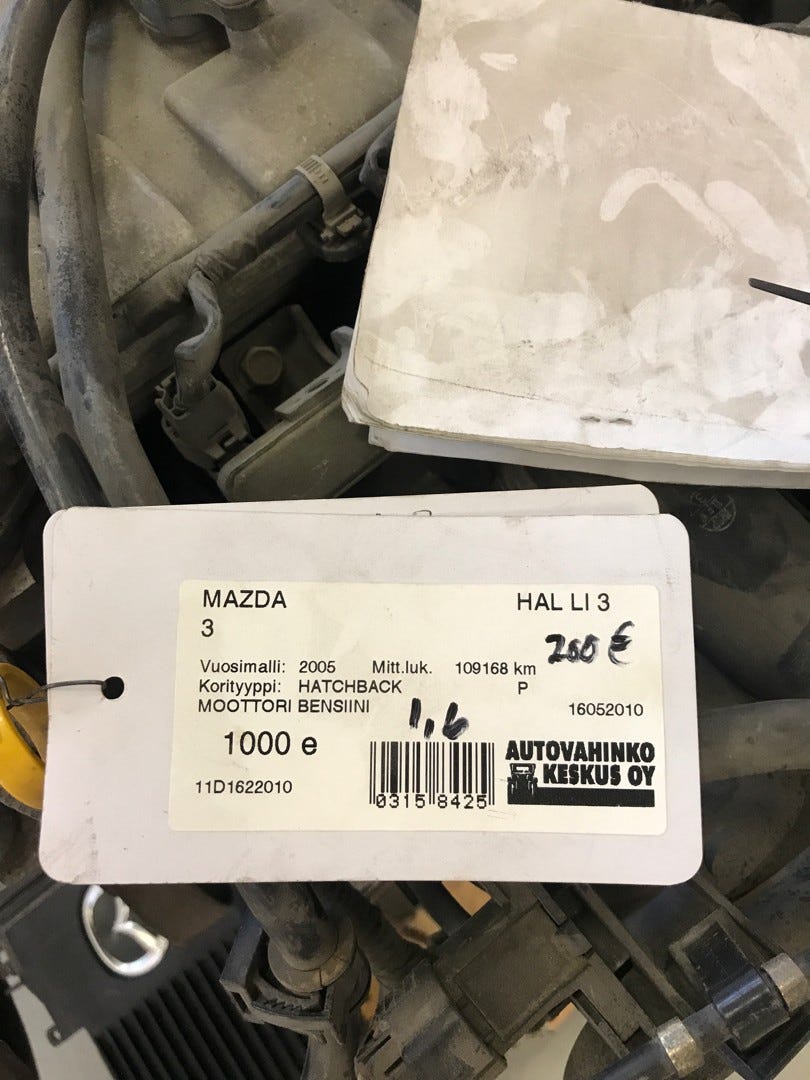 MAZDA HAL LI 3
3
200 €
Vuosimalli: 2005 Mitt.luk. 109168 km
Korityyppi: HATCHBACK P
MOOTTORI BENSIINI 16052010
1,6
1000 e
AUTOVAHINKO
KESKUS OY
11D1622010
0315 8425